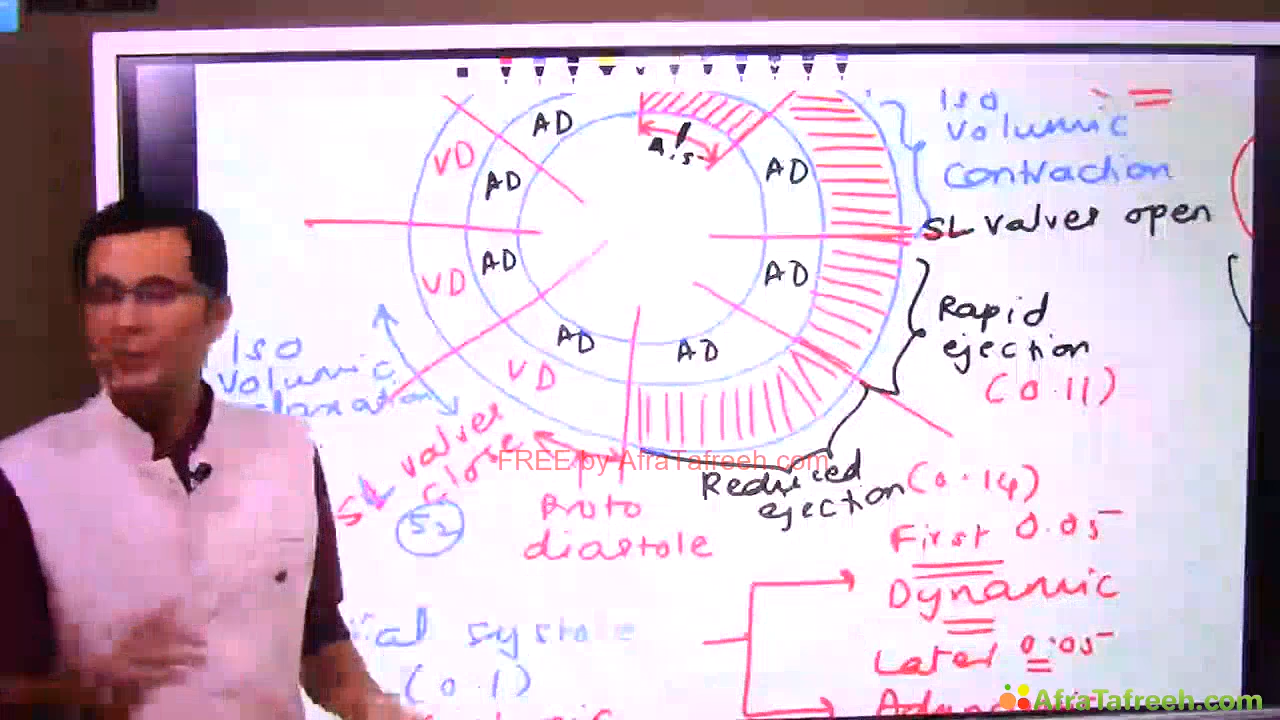 Iso
volumic
contraction
SL valves open
AD
VD
AD
AD
A.S
VD
AD
AD
AD
AD
VD
Rapid
ejection
(0.11)
Iso
volumic
SL valves
close
S2
FREE by AfraTafreeh.com
Reduced
ejection (0.14)
Proto
diastole
First 0.05
Dynamic
systole
(0.1)
Later 0.05
AfraTafreeh.com